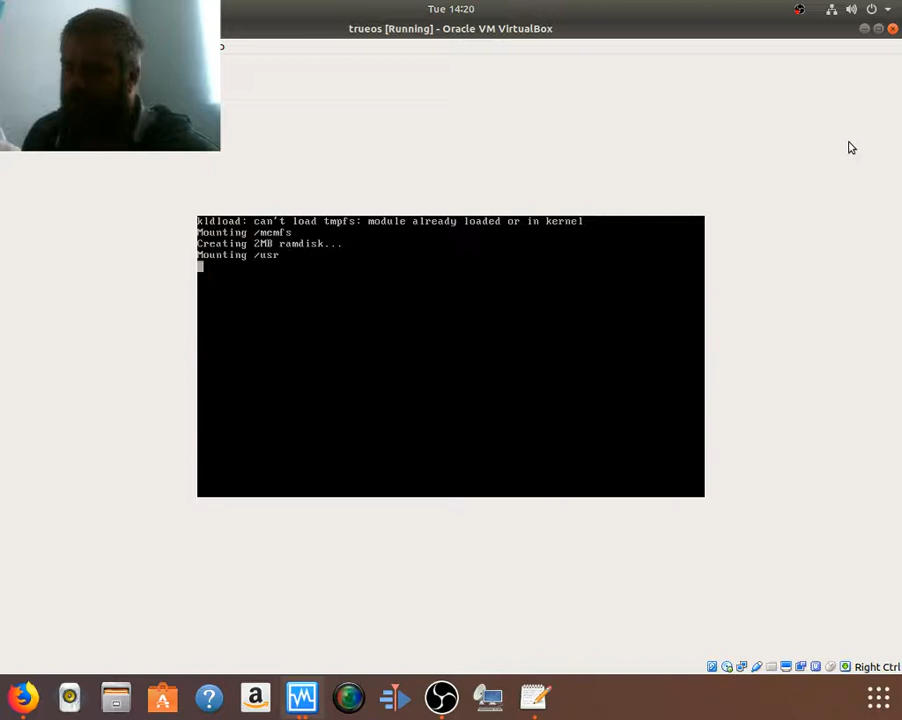 Tue 14:20
trueos [Running] - Oracle VM VirtualBox
kldload: can't load tmpfs: module already loaded or in kernel
Mounting /memfs
Creating 2MB ramdisk...
Mounting /usr
Right Ctrl